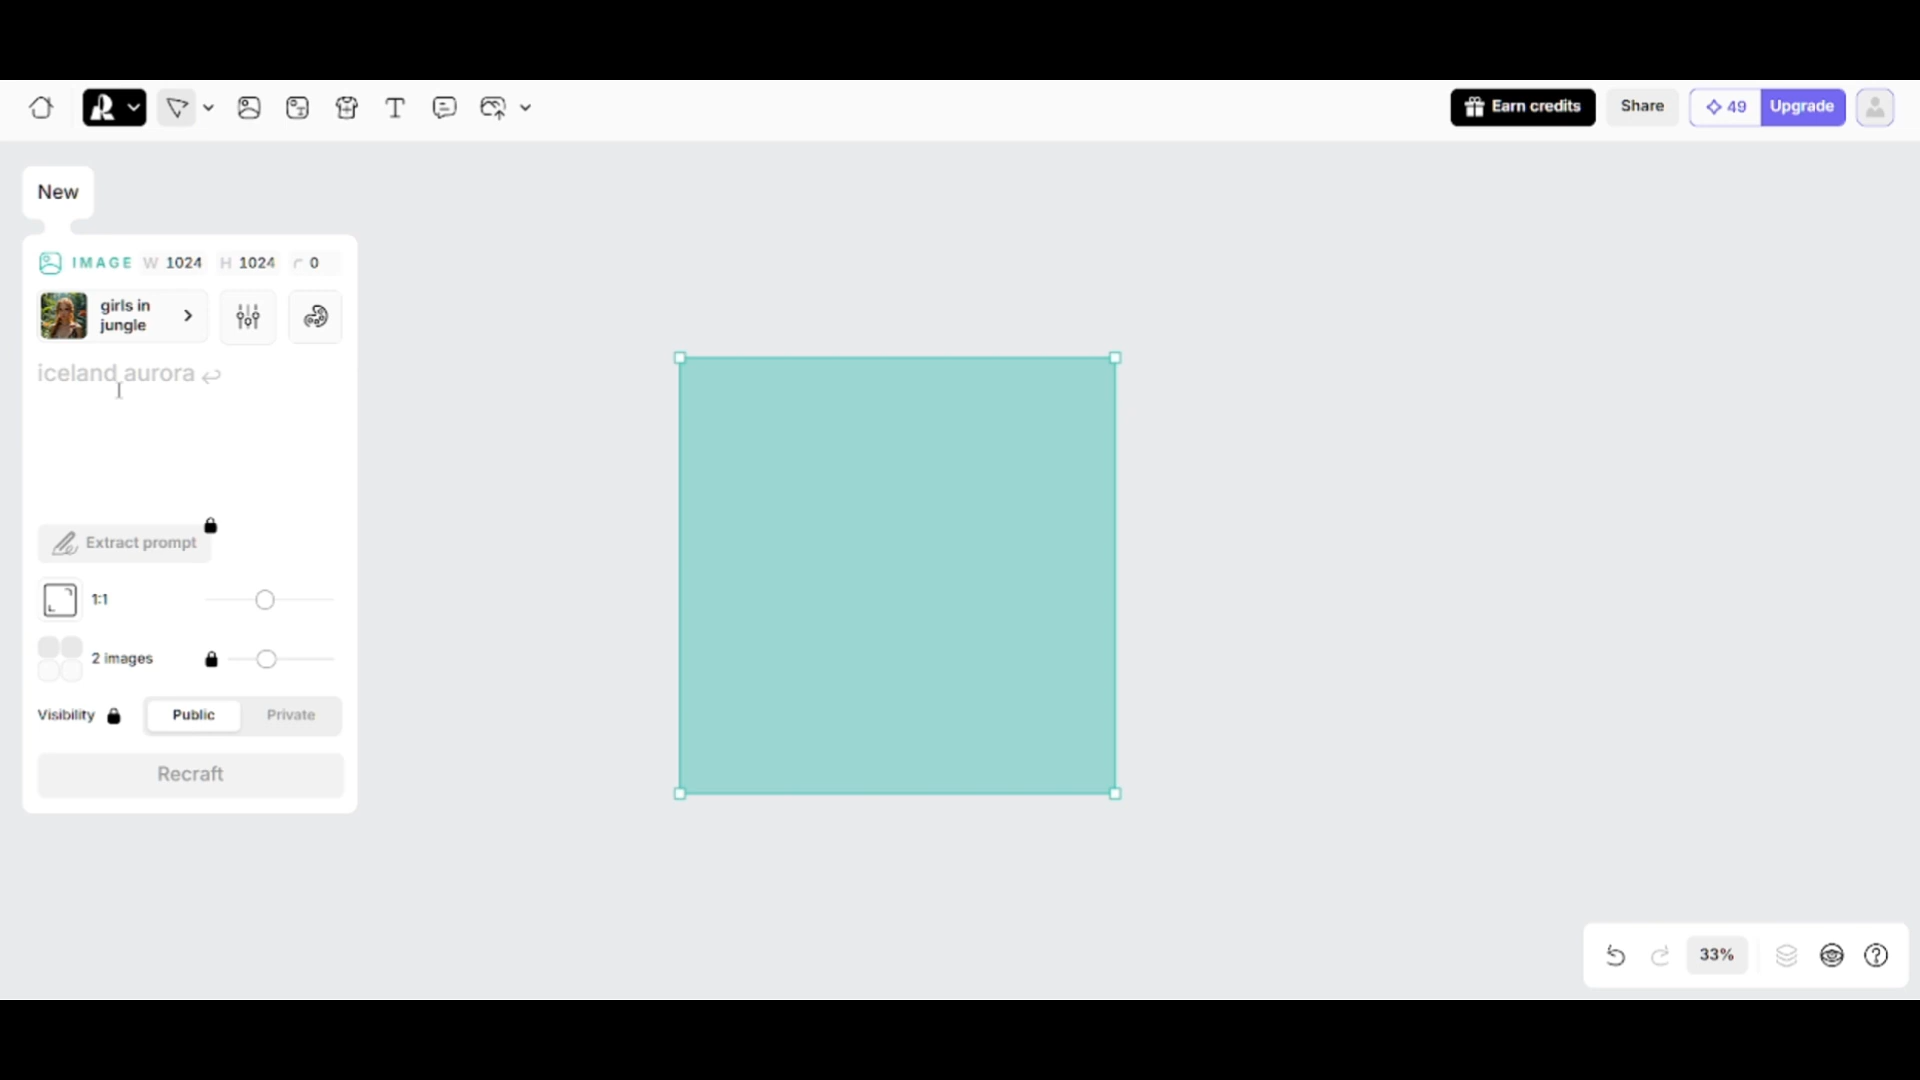 Earn credits Share 49 Upgrade
New
IMAGE W 1024 H 1024 0
girls in
jungle
iceland aurora
Extract prompt
1:1
2 images
Visibility Public Private
Recraft
33%